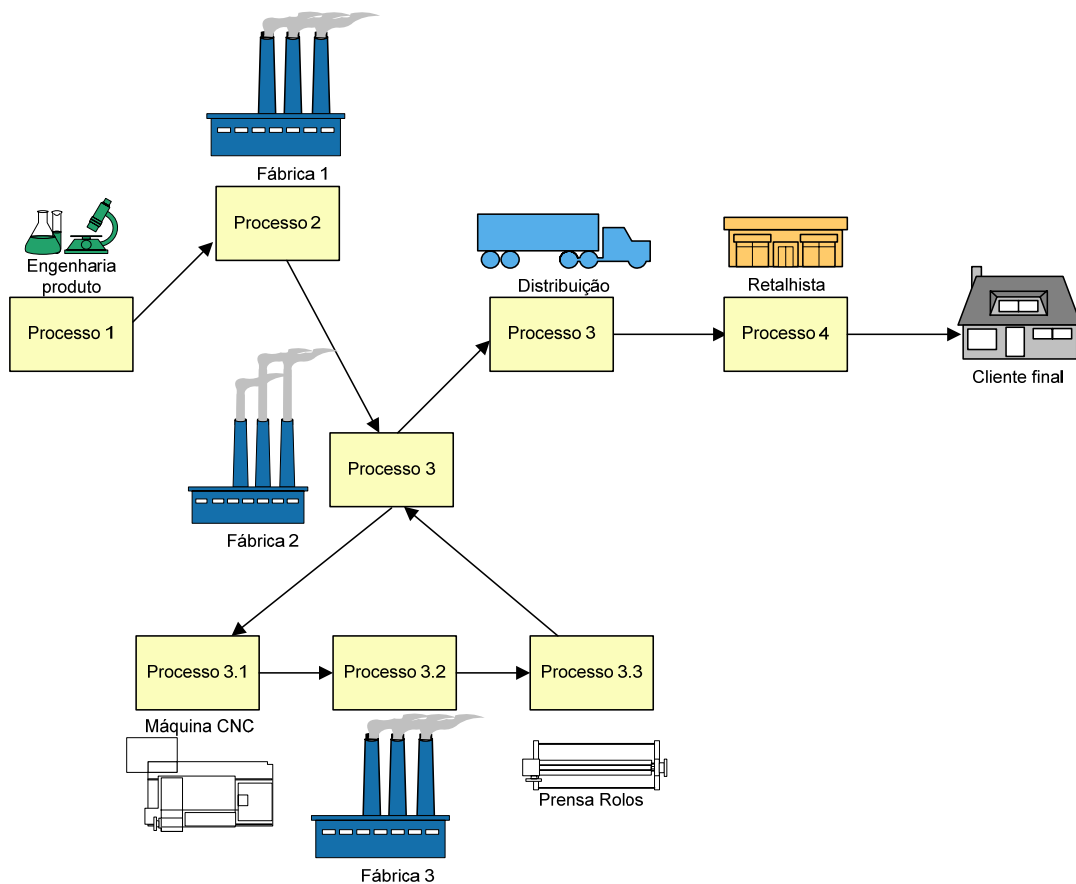 Fábrica 1
Processo 2
Engenharia
produto
Processo 1
Distribuição
Processo 3
Retalhista
Processo 4
Cliente final
Processo 3
Fábrica 2
Processo 3.1
Processo 3.2
Processo 3.3
Máquina CNC
Prensa Rolos
Fábrica 3